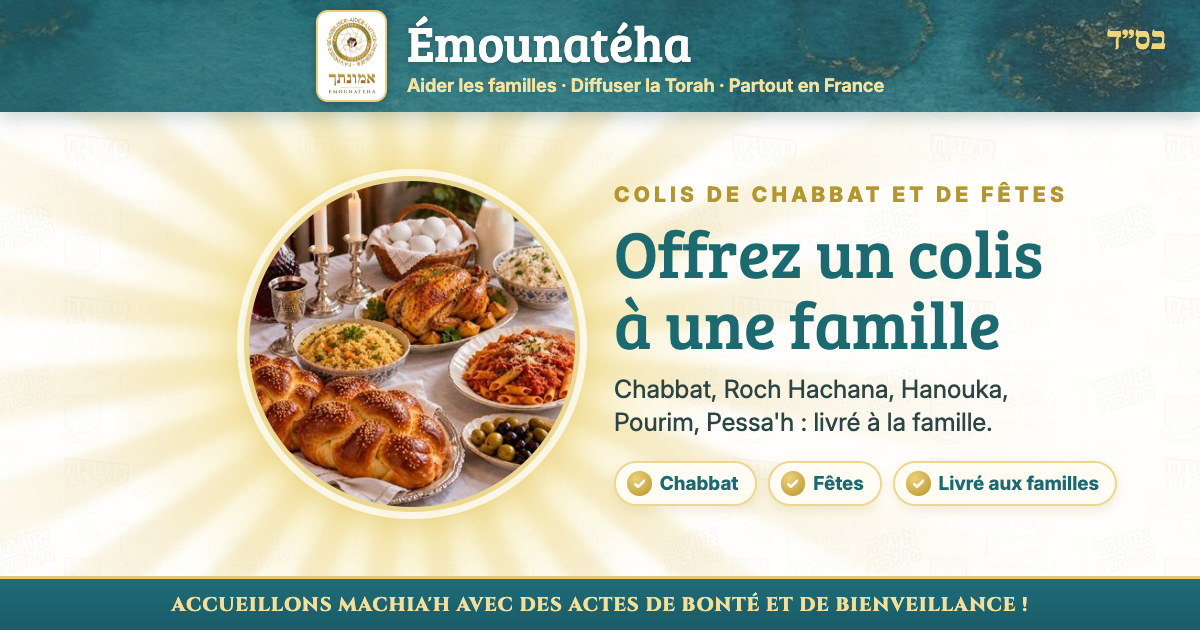 Émounatéha
Aider les familles · Diffuser la Torah · Partout en France
בס״ד
אמונתך
EMOUNATEHA
COLIS DE CHABBAT ET DE FÊTES
Offrez un colis
à une famille
Chabbat, Roch Hachana, Hanouka,
Pourim, Pessa'h : livré à la famille.
Chabbat
Fêtes
Livré aux familles
ACCUEILLONS MACHIA'H AVEC DES ACTES DE BONTÉ ET DE BIENVEILLANCE !